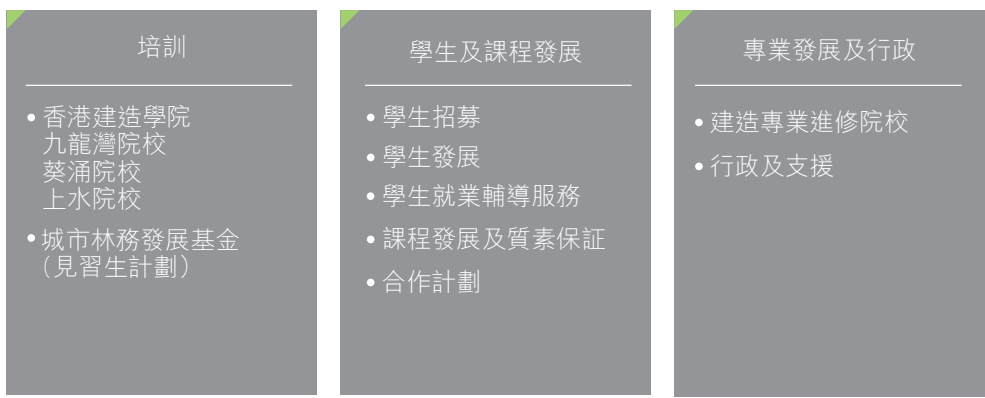 培訓
• 香港建造學院
九龍灣院校
葵涌院校
上水院校
• 城市林務發展基金
（見習生計劃）
學生及課程發展
• 學生招募
• 學生發展
• 學生就業輔導服務
• 課程發展及質素保証
• 合作計劃
專業發展及行政
• 建造專業進修院校
• 行政及支援